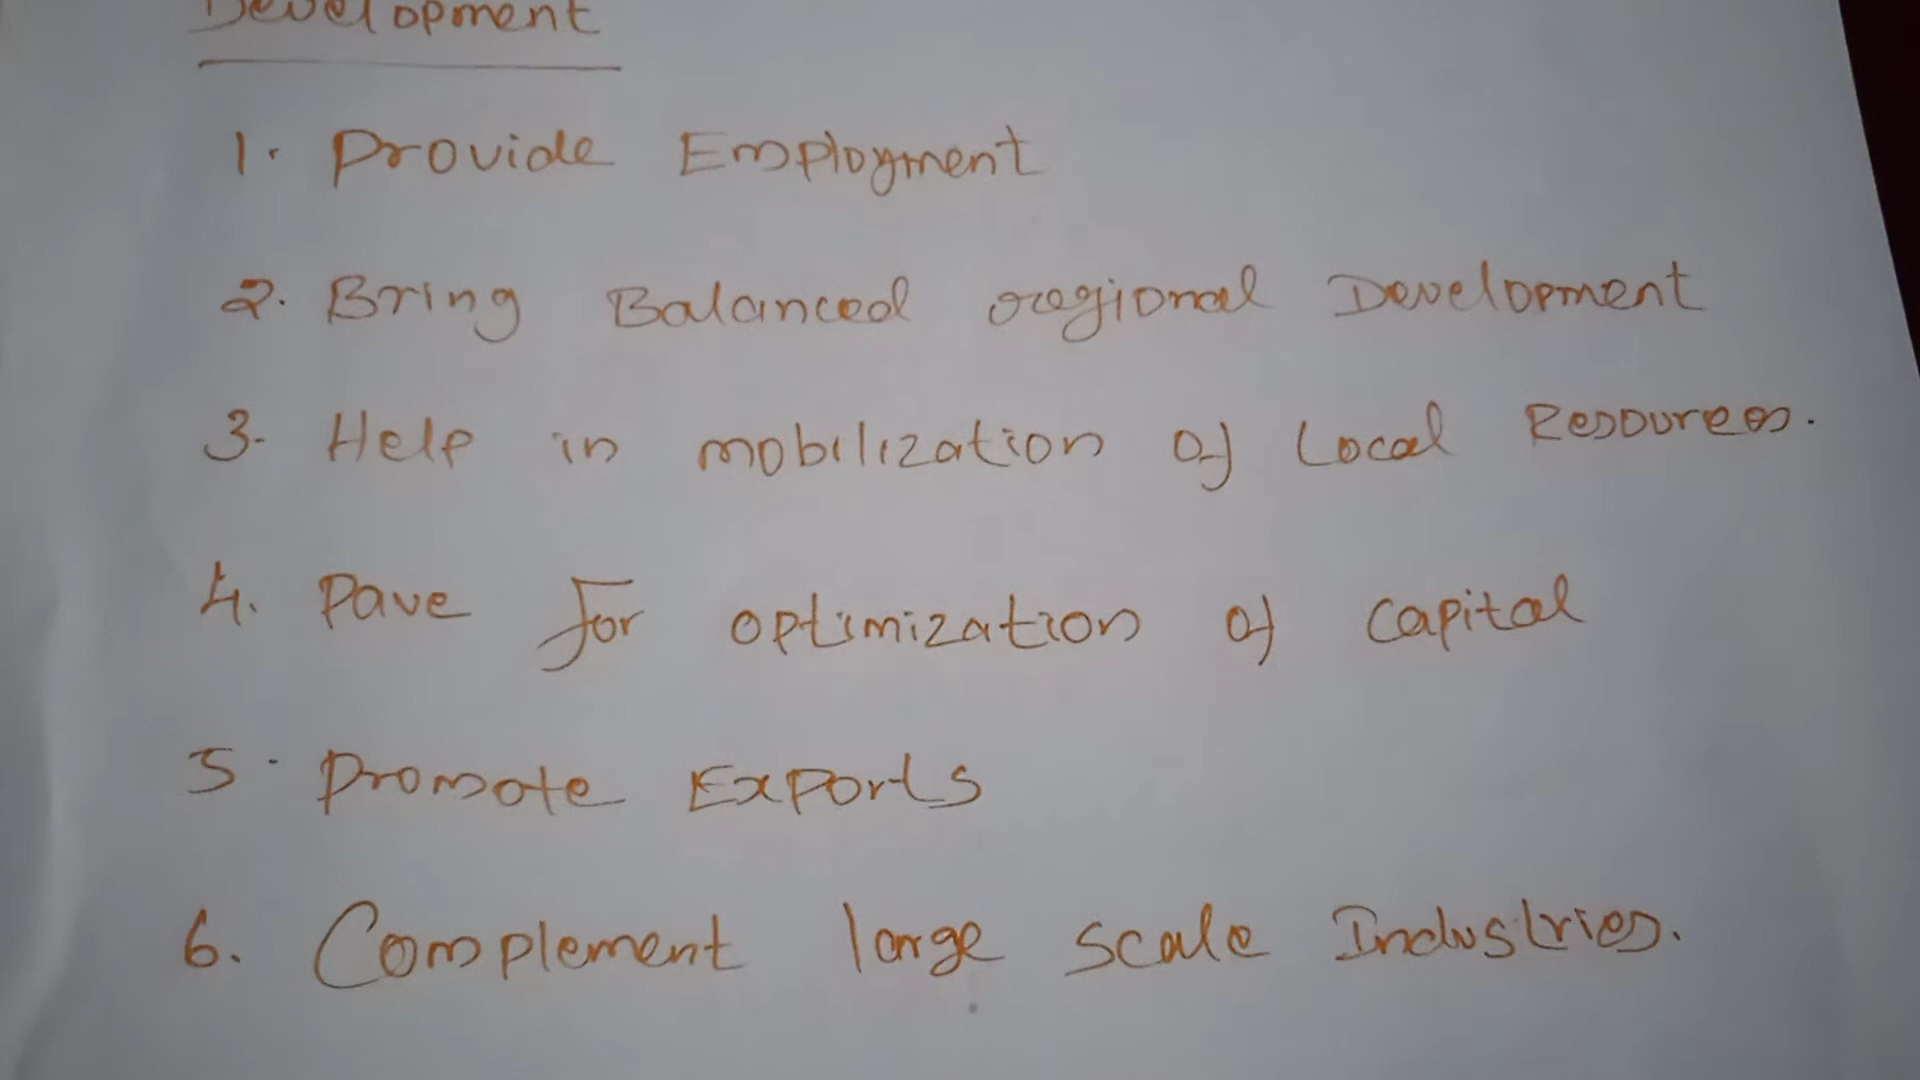 Development
1. Provide Employment
2. Bring Balanced regional Development
3. Help in mobilization of Local Resources.
4. Pave for optimization of capital
5. Promote Exports
6. Complement large scale Industries.